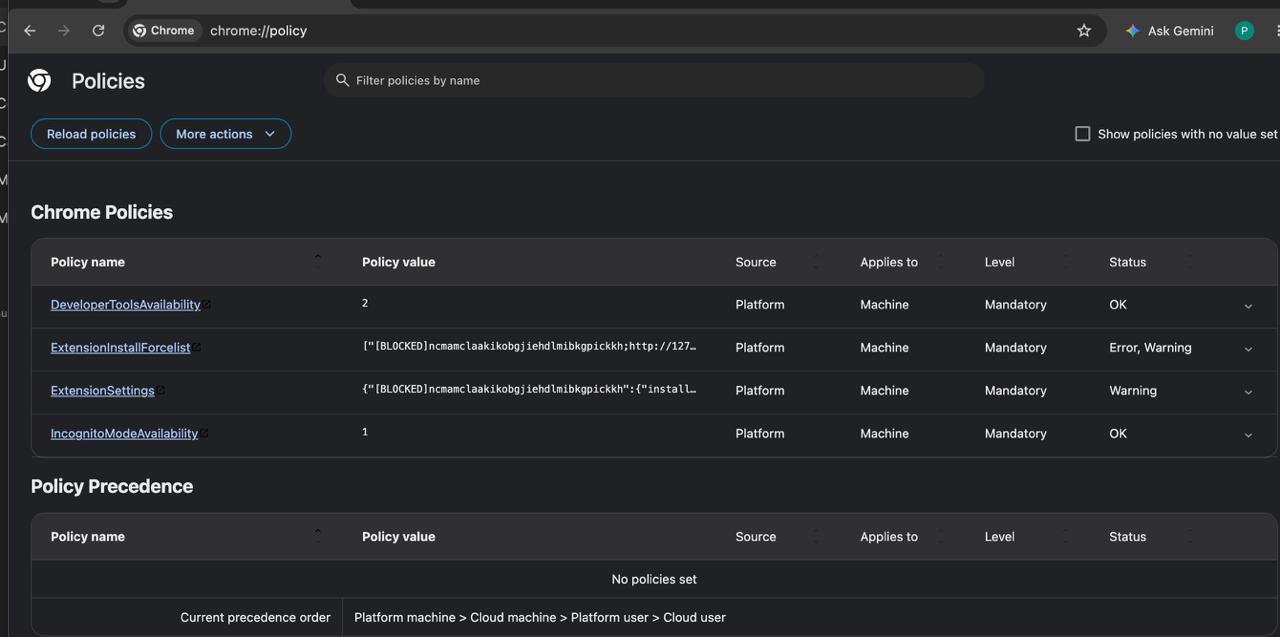 Chrome chrome://policy Ask Gemini P
Policies Filter policies by name
Reload policies More actions Show policies with no value set
Chrome Policies
Policy name Policy value Source Applies to Level Status
DeveloperToolsAvailability 2 Platform Machine Mandatory OK
ExtensionInstallForcelist ["[BLOCKED]ncmamclaakikobgjiehdlmibkgpickkh;http://127… Platform Machine Mandatory Error, Warning
ExtensionSettings {"[BLOCKED]ncmamclaakikobgjiehdlmibkgpickkh":{"install… Platform Machine Mandatory Warning
IncognitoModeAvailability 1 Platform Machine Mandatory OK
Policy Precedence
Policy name Policy value Source Applies to Level Status
No policies set
Current precedence order Platform machine > Cloud machine > Platform user > Cloud user